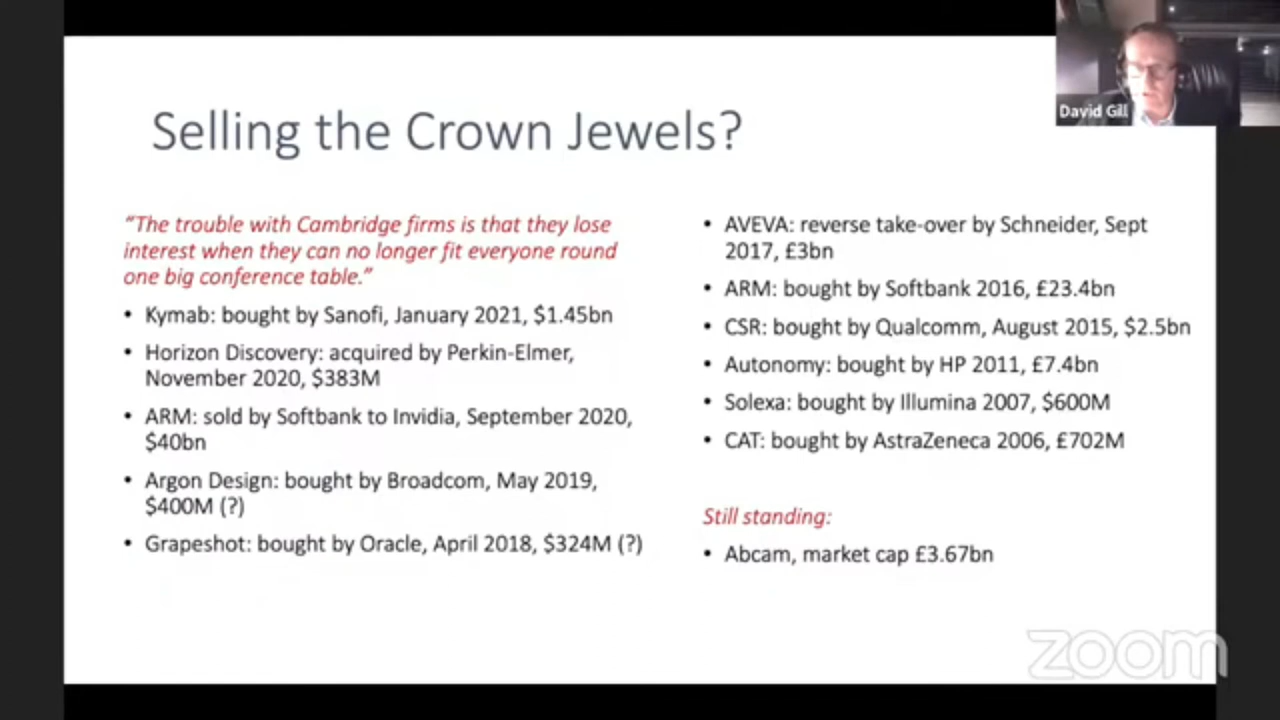 Selling the Crown Jewels?
"The trouble with Cambridge firms is that they lose
interest when they can no longer fit everyone round
one big conference table."
• Kymab: bought by Sanofi, January 2021, $1.45bn
• Horizon Discovery: acquired by Perkin-Elmer,
November 2020, $383M
• ARM: sold by Softbank to Invidia, September 2020,
$40bn
• Argon Design: bought by Broadcom, May 2019,
$400M (?)
• Grapeshot: bought by Oracle, April 2018, $324M (?)
• AVEVA: reverse take-over by Schneider, Sept
2017, £3bn
• ARM: bought by Softbank 2016, £23.4bn
• CSR: bought by Qualcomm, August 2015, $2.5bn
• Autonomy: bought by HP 2011, £7.4bn
• Solexa: bought by Illumina 2007, $600M
• CAT: bought by AstraZeneca 2006, £702M
Still standing:
• Abcam, market cap £3.67bn
David Gill
zoom